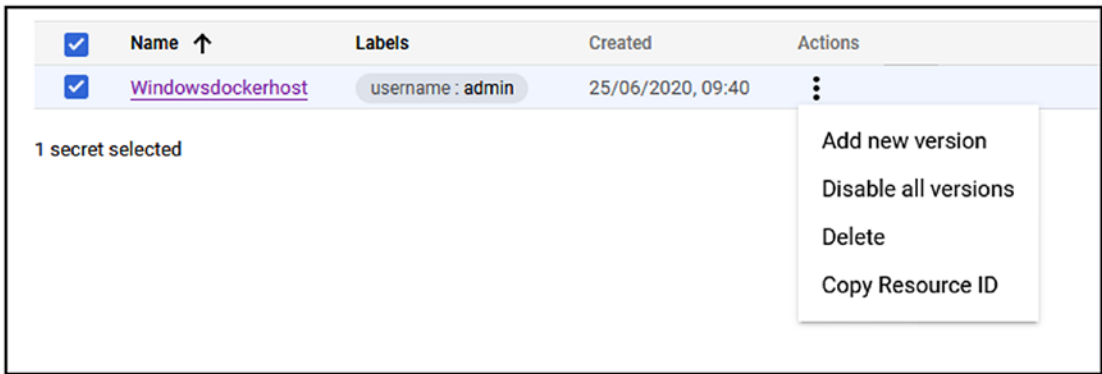 Name ↑ Labels Created Actions
Windowsdockerhost username : admin 25/06/2020, 09:40
1 secret selected
Add new version
Disable all versions
Delete
Copy Resource ID